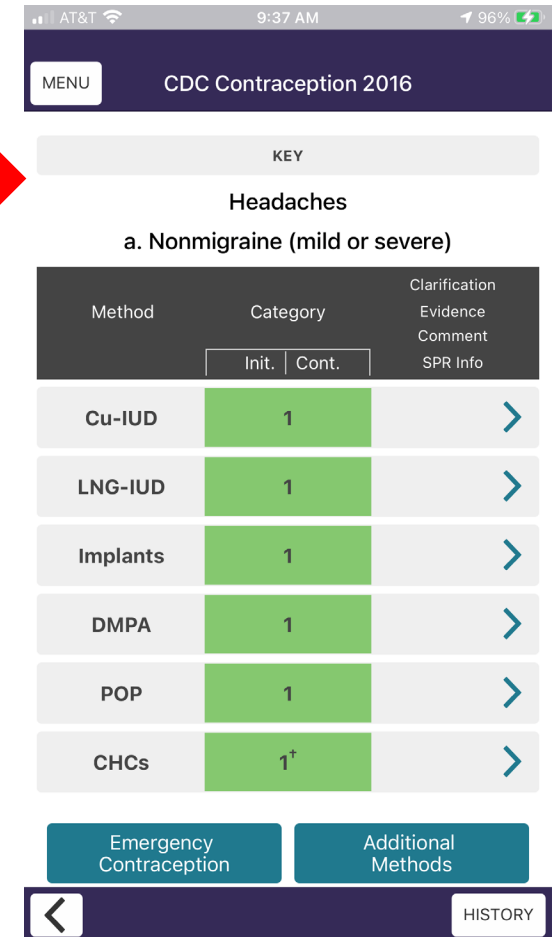 AT&T 9:37 AM 96%
MENU CDC Contraception 2016
KEY
Headaches
a. Nonmigraine (mild or severe)
Method Category Clarification
Evidence
Comment
Init. | Cont. SPR Info
Cu-IUD 1
LNG-IUD 1
Implants 1
DMPA 1
POP 1
CHCs 1†
Emergency Additional
Contraception Methods
HISTORY